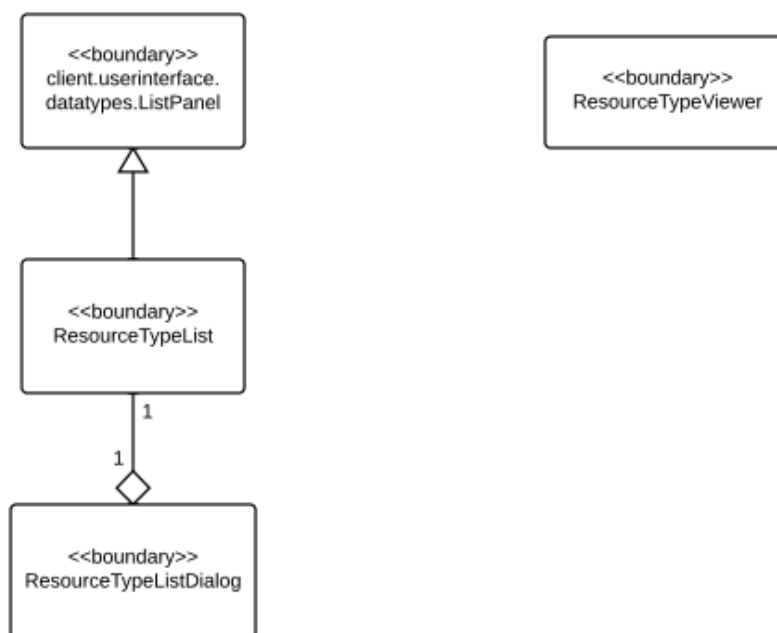 <<boundary>>
client.userinterface.
datatypes.ListPanel
<<boundary>>
ResourceTypeViewer
<<boundary>>
ResourceTypeList
1
1
<<boundary>>
ResourceTypeListDialog